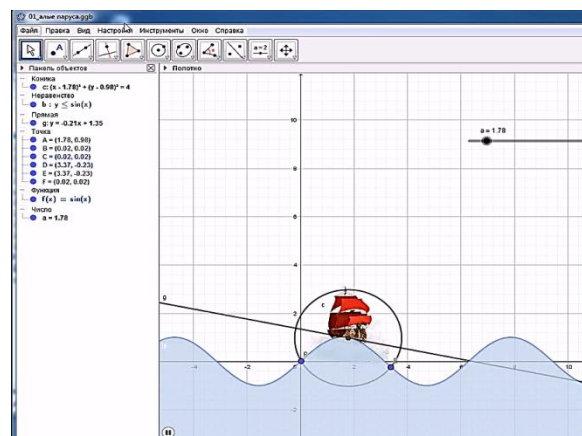 01_алые паруса.ggb
Файл Правка Вид Настройки Инструменты Окно Справка
A
a=2
Панель объектов
Полотно
Коника
c: (x - 1.78)² + (y - 0.98)² = 4
Неравенство
b : y ≤ sin(x)
Прямая
g: y = -0.21x + 1.35
Точка
A = (1.78, 0.98)
B = (0.02, 0.02)
C = (0.02, 0.02)
D = (3.37, -0.23)
E = (3.37, -0.23)
F = (0.02, 0.02)
Функция
f(x) = sin(x)
Число
a = 1.78
10
8
6
4
2
-2
-4
-2
0
2
4
6
8
10
a = 1.78
g
c